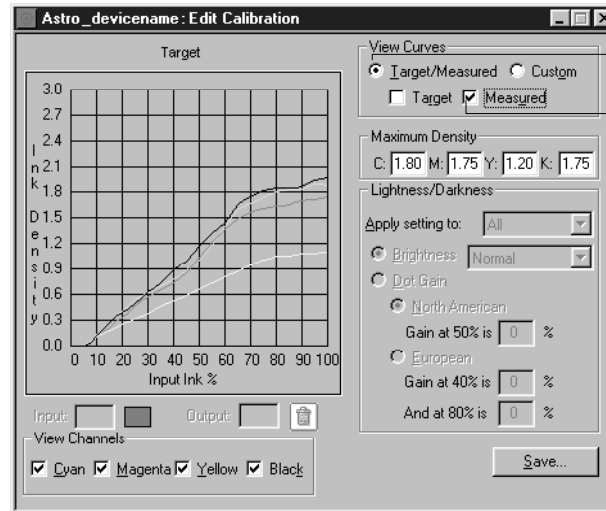 Astro_devicename: Edit Calibration
Target
3.0
2.7
2.4
2.1
1.8
1.5
1.2
0.9
0.6
0.3
0.0
Ink Density
0 10 20 30 40 50 60 70 80 90 100
Input Ink %
Input: Output:
View Channels
Cyan Magenta Yellow Black
View Curves
Target/Measured Custom
Target Measured
Maximum Density
C: 1.80 M: 1.75 Y: 1.20 K: 1.75
Lightness/Darkness
Apply setting to: All
Brightness Normal
Dot Gain
North American
Gain at 50% is 0 %
European
Gain at 40% is 0 %
And at 80% is 0 %
Save...